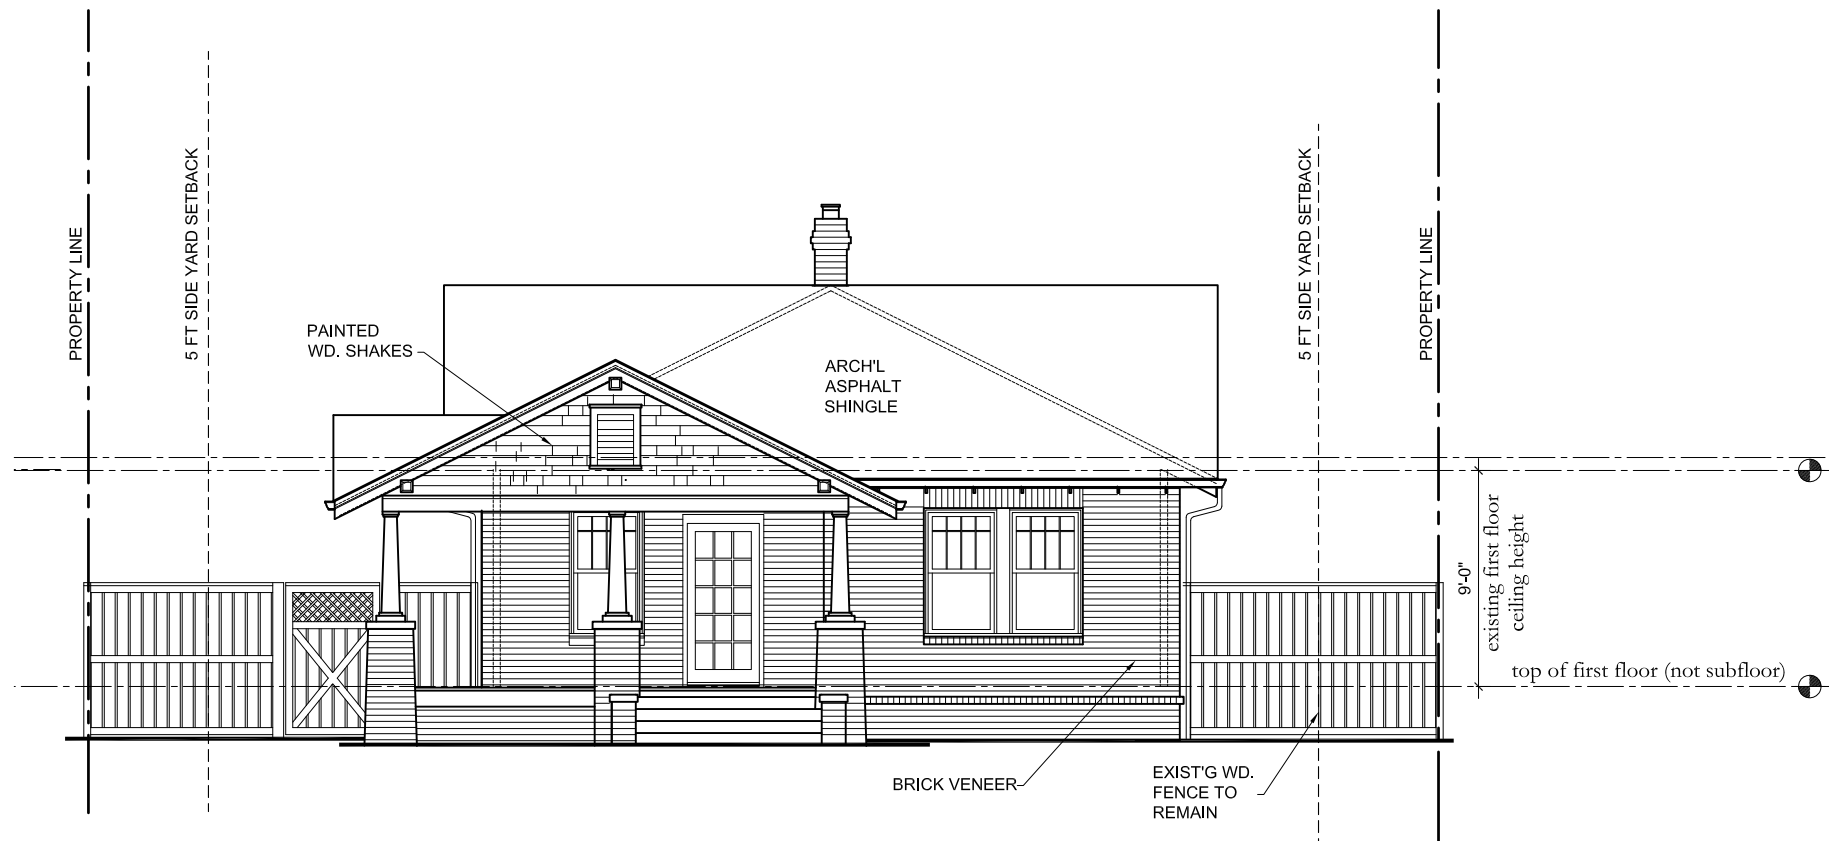 PROPERTY LINE
5 FT SIDE YARD SETBACK
PAINTED
WD. SHAKES
ARCH'L
ASPHALT
SHINGLE
5 FT SIDE YARD SETBACK
PROPERTY LINE
9'-0"
existing first floor
ceiling height
top of first floor (not subfloor)
BRICK VENEER
EXIST'G WD.
FENCE TO
REMAIN